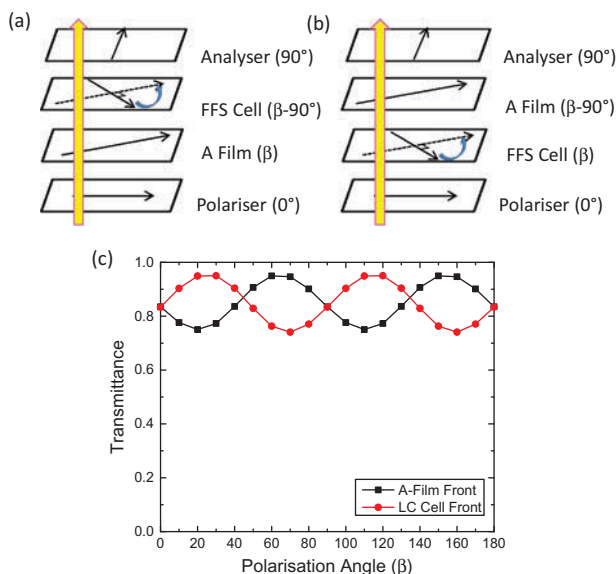 (a)
Analyser (90°)
FFS Cell (β-90°)
A Film (β)
Polariser (0°)
(b)
Analyser (90°)
A Film (β-90°)
FFS Cell (β)
Polariser (0°)
(c)
Transmittance
1.0
0.8
0.6
0.4
0.2
0.0
A-Film Front
LC Cell Front
0 20 40 60 80 100 120 140 160 180
Polarisation Angle (β)